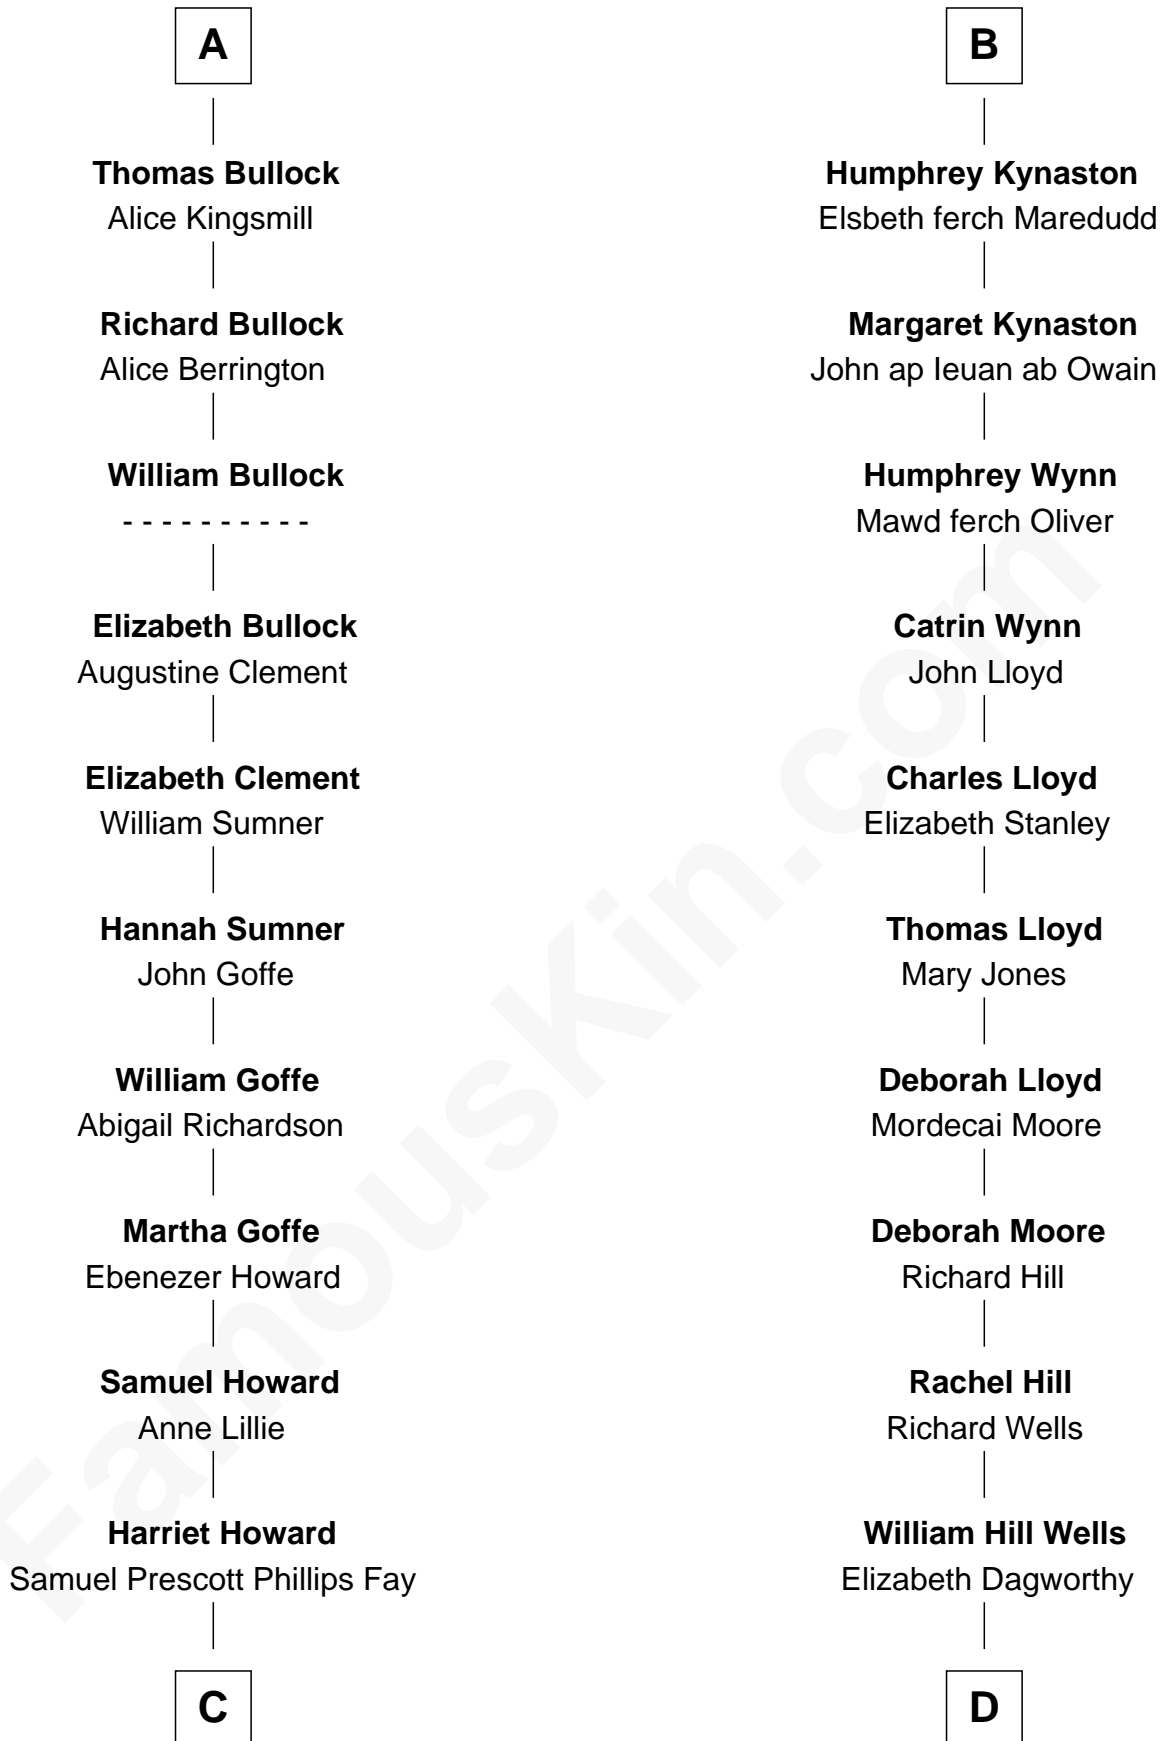 A
Thomas Bullock
Alice Kingsmill
Richard Bullock
Alice Berrington
William Bullock
- - - - - - - - - -
Elizabeth Bullock
Augustine Clement
Elizabeth Clement
William Sumner
Hannah Sumner
John Goffe
William Goffe
Abigail Richardson
Martha Goffe
Ebenezer Howard
Samuel Howard
Anne Lillie
Harriet Howard
Samuel Prescott Phillips Fay
C
B
Humphrey Kynaston
Elsbeth ferch Maredudd
Margaret Kynaston
John ap Ieuan ab Owain
Humphrey Wynn
Mawd ferch Oliver
Catrin Wynn
John Lloyd
Charles Lloyd
Elizabeth Stanley
Thomas Lloyd
Mary Jones
Deborah Lloyd
Mordecai Moore
Deborah Moore
Richard Hill
Rachel Hill
Richard Wells
William Hill Wells
Elizabeth Dagworthy
D
FamousKin.com